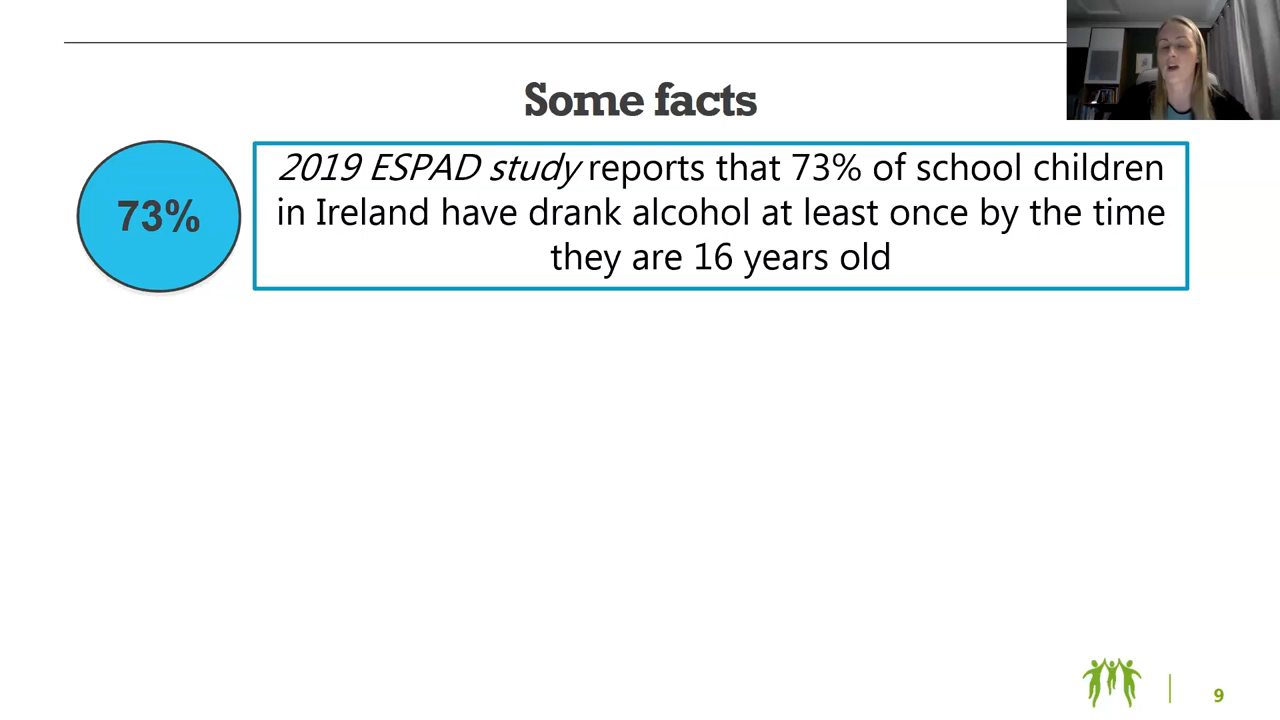 Some facts
73%
2019 ESPAD study reports that 73% of school children
in Ireland have drank alcohol at least once by the time
they are 16 years old
9